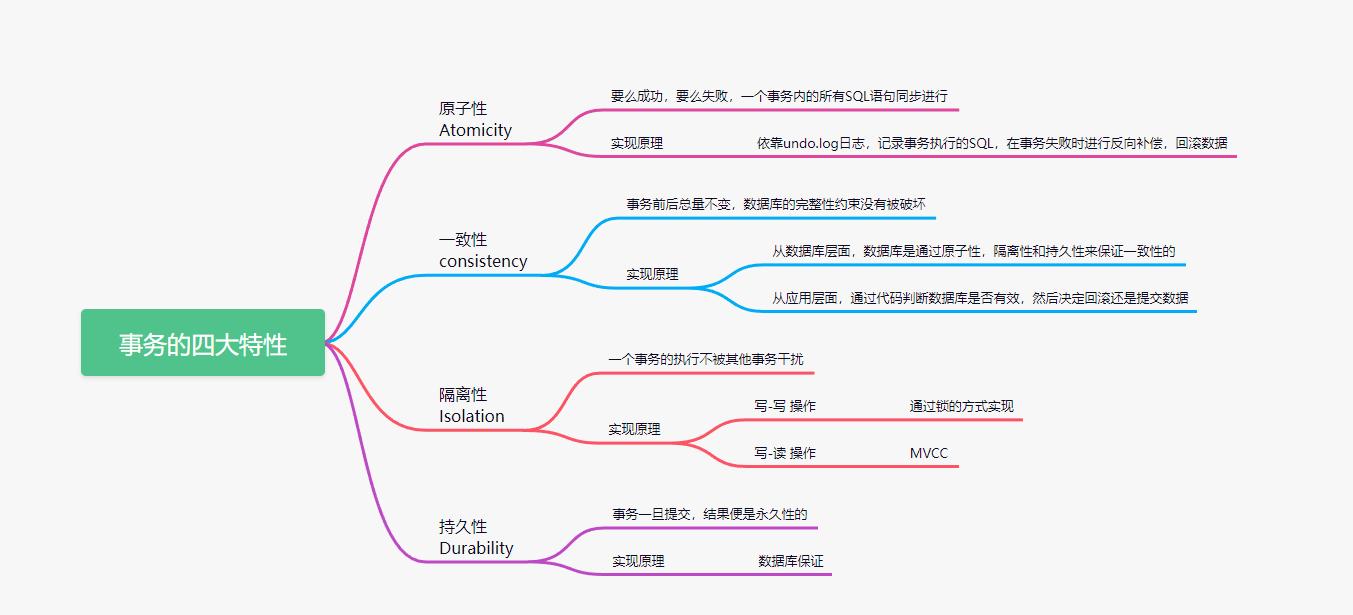 事务的四大特性
原子性
Atomicity
要么成功，要么失败，一个事务内的所有SQL语句同步进行
实现原理
依靠undo.log日志，记录事务执行的SQL，在事务失败时进行反向补偿，回滚数据
一致性
consistency
事务前后总量不变，数据库的完整性约束没有被破坏
实现原理
从数据库层面，数据库是通过原子性，隔离性和持久性来保证一致性的
从应用层面，通过代码判断数据库是否有效，然后决定回滚还是提交数据
隔离性
Isolation
一个事务的执行不被其他事务干扰
实现原理
写-写 操作
通过锁的方式实现
写-读 操作
MVCC
持久性
Durability
事务一旦提交，结果便是永久性的
实现原理
数据库保证